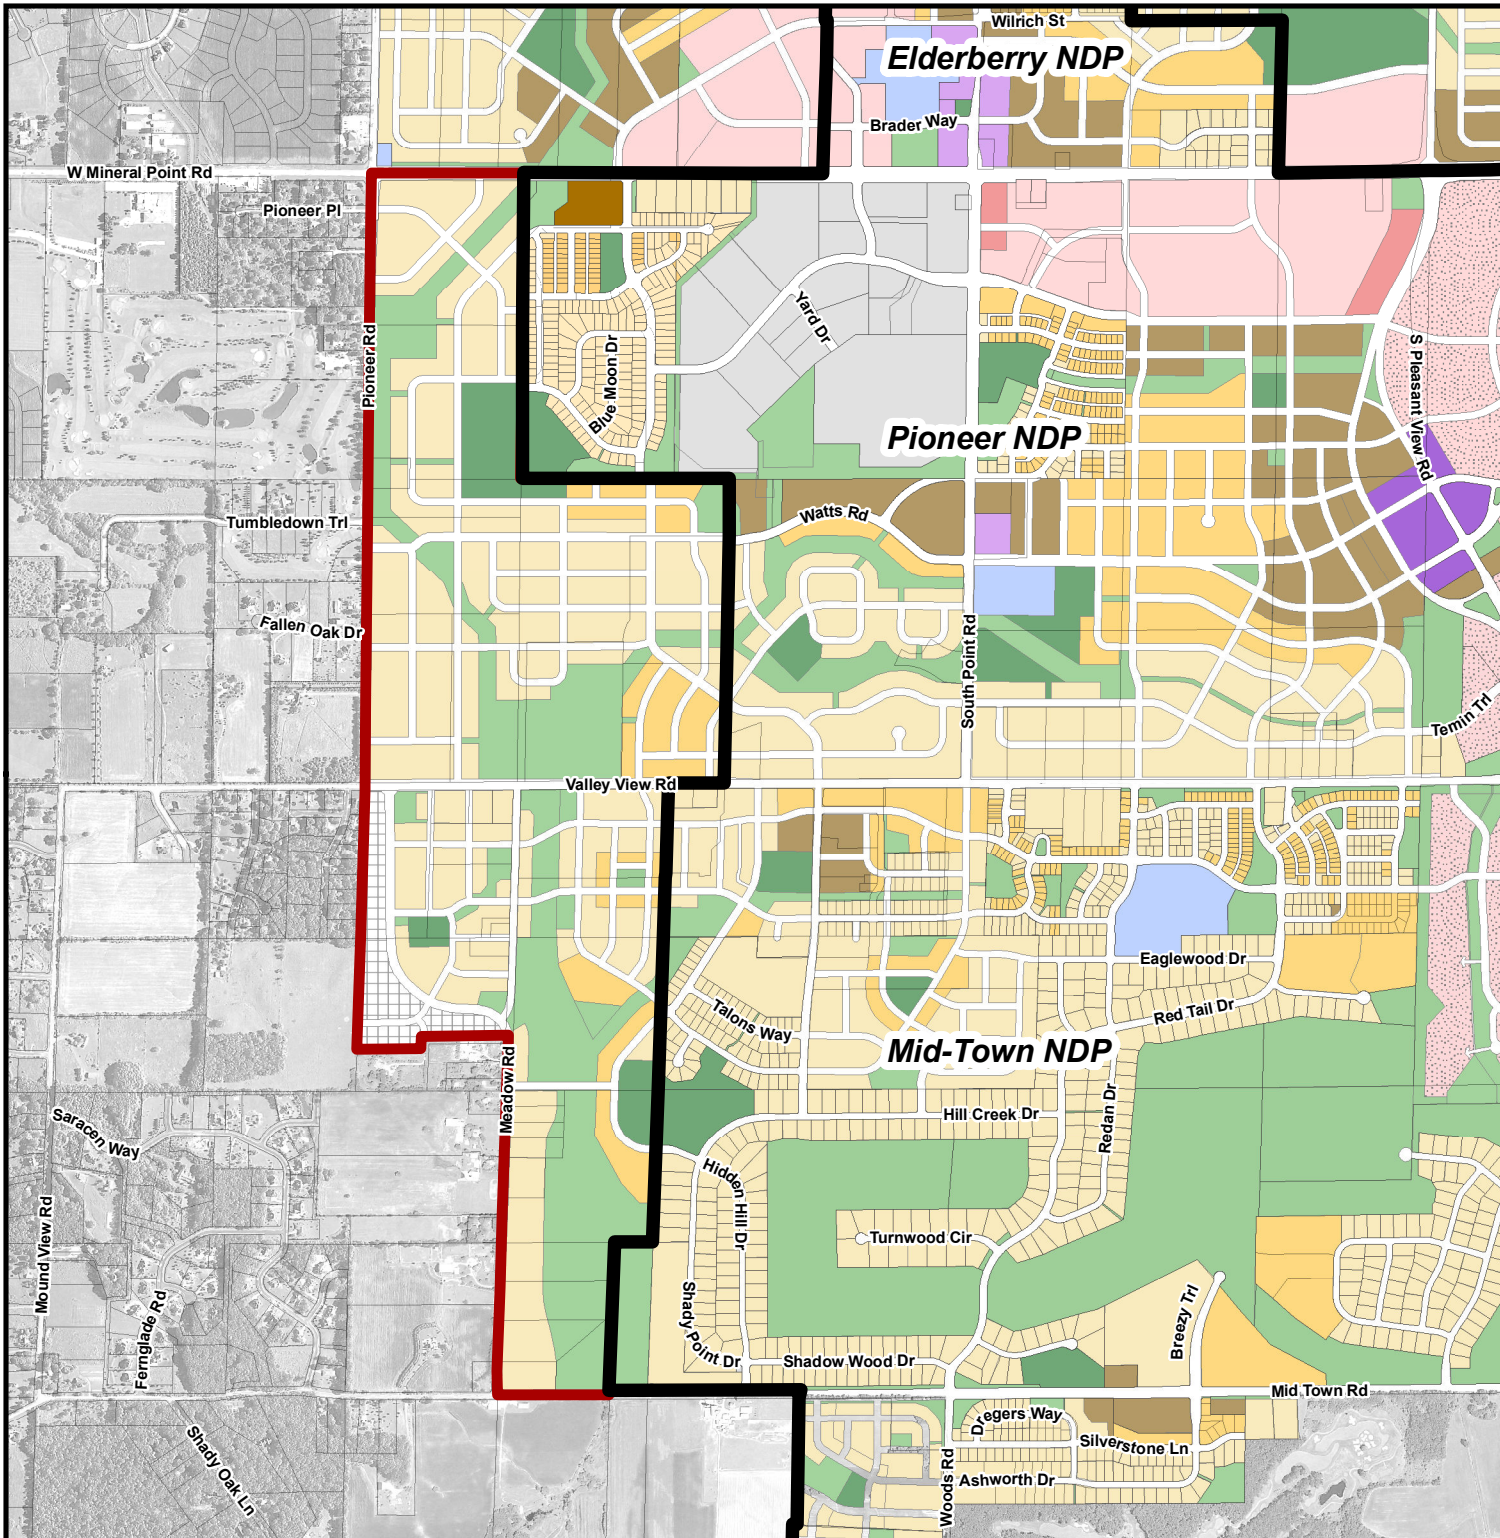 Wilrich St
Elderberry NDP
Brader Way
W Mineral Point Rd
Pioneer Pl
Yard Dr
Pioneer Rd
Blue Moon Dr
S Pleasant View Rd
Pioneer NDP
Watts Rd
Tumbledown Trl
Fallen Oak Dr
South Point Rd
Temin Trl
Valley View Rd
Eaglewood Dr
Red Tail Dr
Talons Way
Mid-Town NDP
Meadow Rd
Redan Dr
Hill Creek Dr
Saracen Way
Hidden Hill Dr
Mound View Rd
Turnwood Cir
Fernglade Rd
Shady Point Dr
Breezy Trl
Shadow Wood Dr
Mid Town Rd
Dregers Way
Silverstone Ln
Shady Oak Ln
Woods Rd
Ashworth Dr